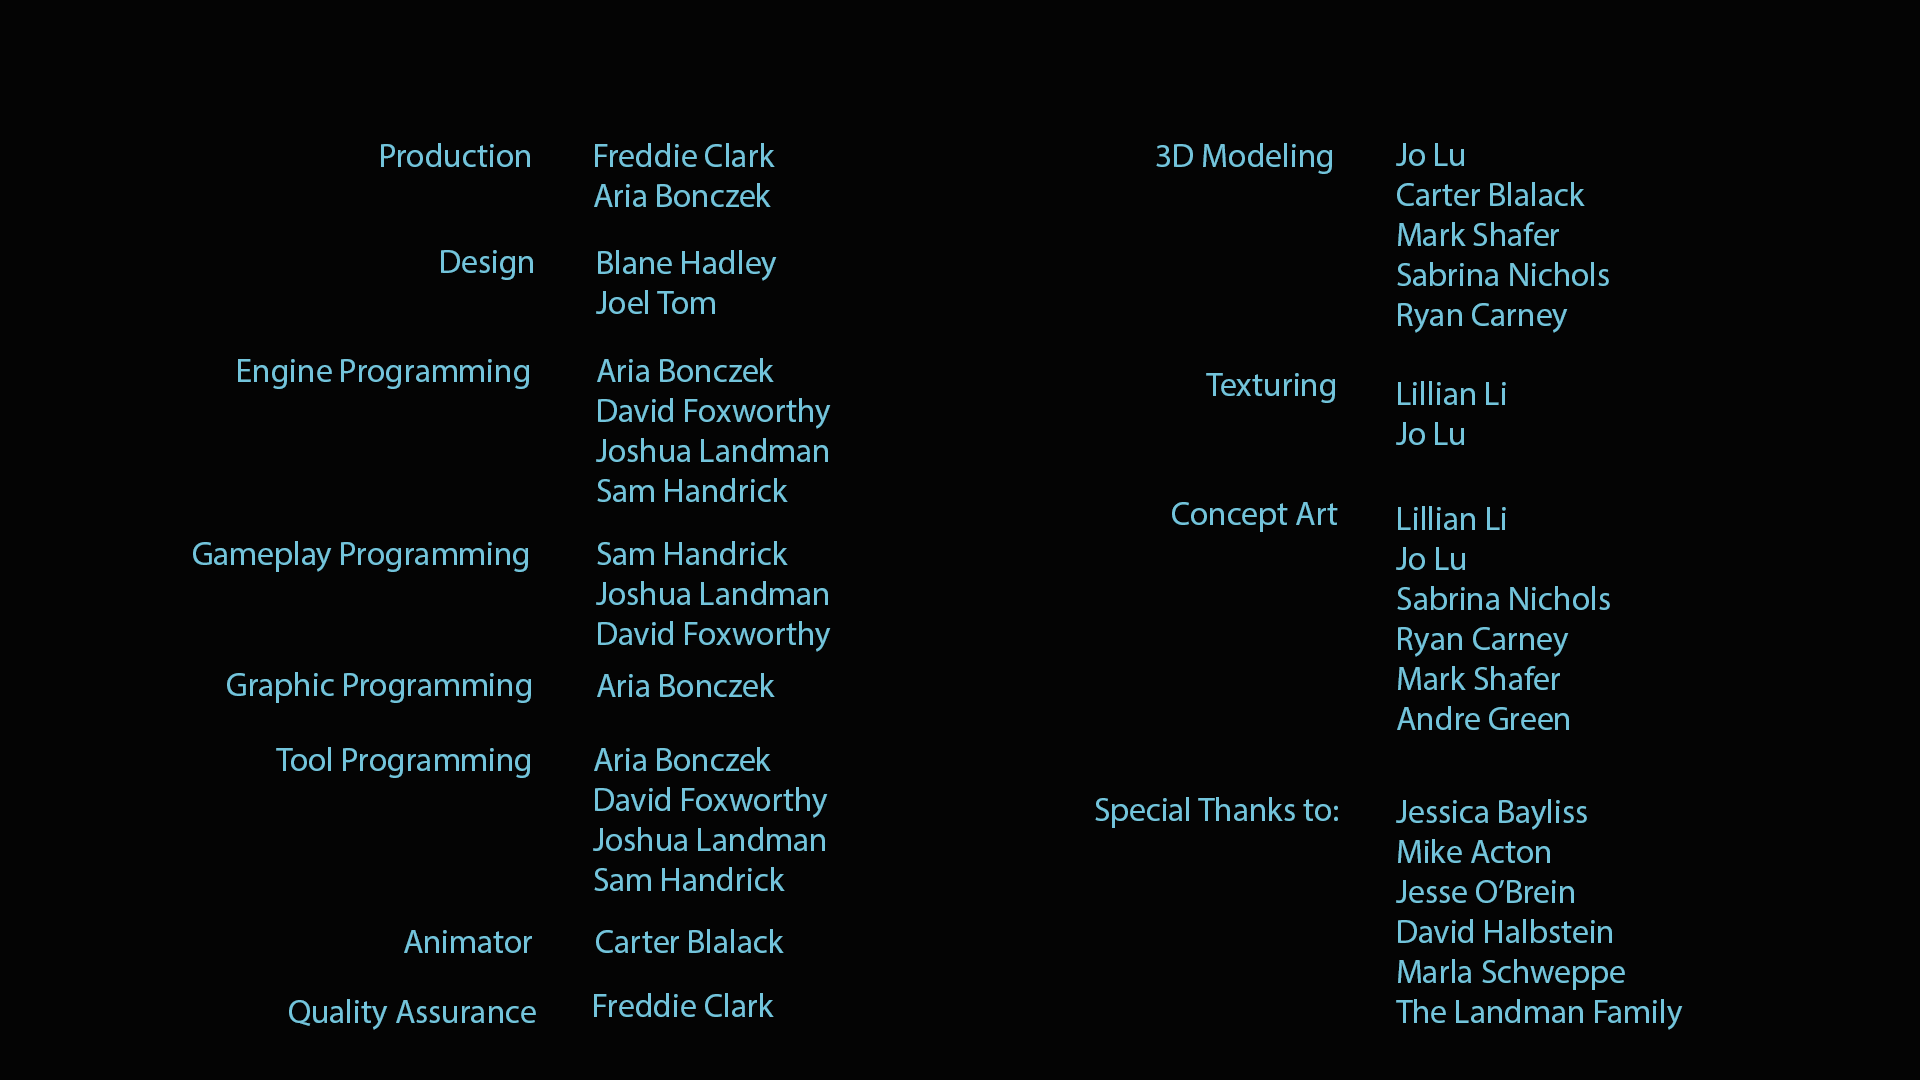 Production Freddie Clark
Aria Bonczek
Design Blane Hadley
Joel Tom
Engine Programming Aria Bonczek
David Foxworthy
Joshua Landman
Sam Handrick
Gameplay Programming Sam Handrick
Joshua Landman
David Foxworthy
Graphic Programming Aria Bonczek
Tool Programming Aria Bonczek
David Foxworthy
Joshua Landman
Sam Handrick
Animator Carter Blalack
Quality Assurance Freddie Clark
3D Modeling Jo Lu
Carter Blalack
Mark Shafer
Sabrina Nichols
Ryan Carney
Texturing Lillian Li
Jo Lu
Concept Art Lillian Li
Jo Lu
Sabrina Nichols
Ryan Carney
Mark Shafer
Andre Green
Special Thanks to: Jessica Bayliss
Mike Acton
Jesse O’Brein
David Halbstein
Marla Schweppe
The Landman Family